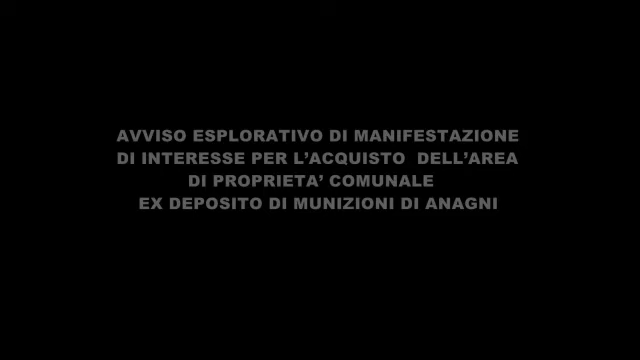 AVVISO ESPLORATIVO DI MANIFESTAZIONE
DI INTERESSE PER L’ACQUISTO DELL’AREA
DI PROPRIETA’ COMUNALE
EX DEPOSITO DI MUNIZIONI DI ANAGNI